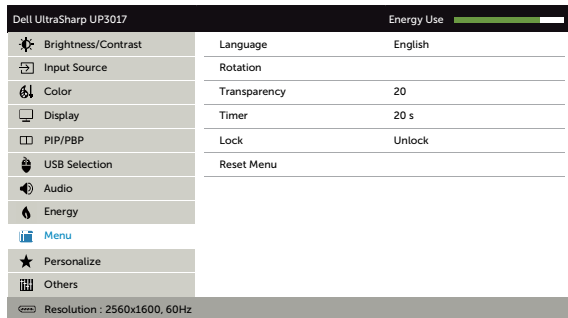 Dell UltraSharp UP3017 Energy Use
Brightness/Contrast Language English
Input Source Rotation
Color Transparency 20
Display Timer 20 s
PIP/PBP Lock Unlock
USB Selection Reset Menu
Audio
Energy
Menu
Personalize
Others
Resolution : 2560x1600, 60Hz